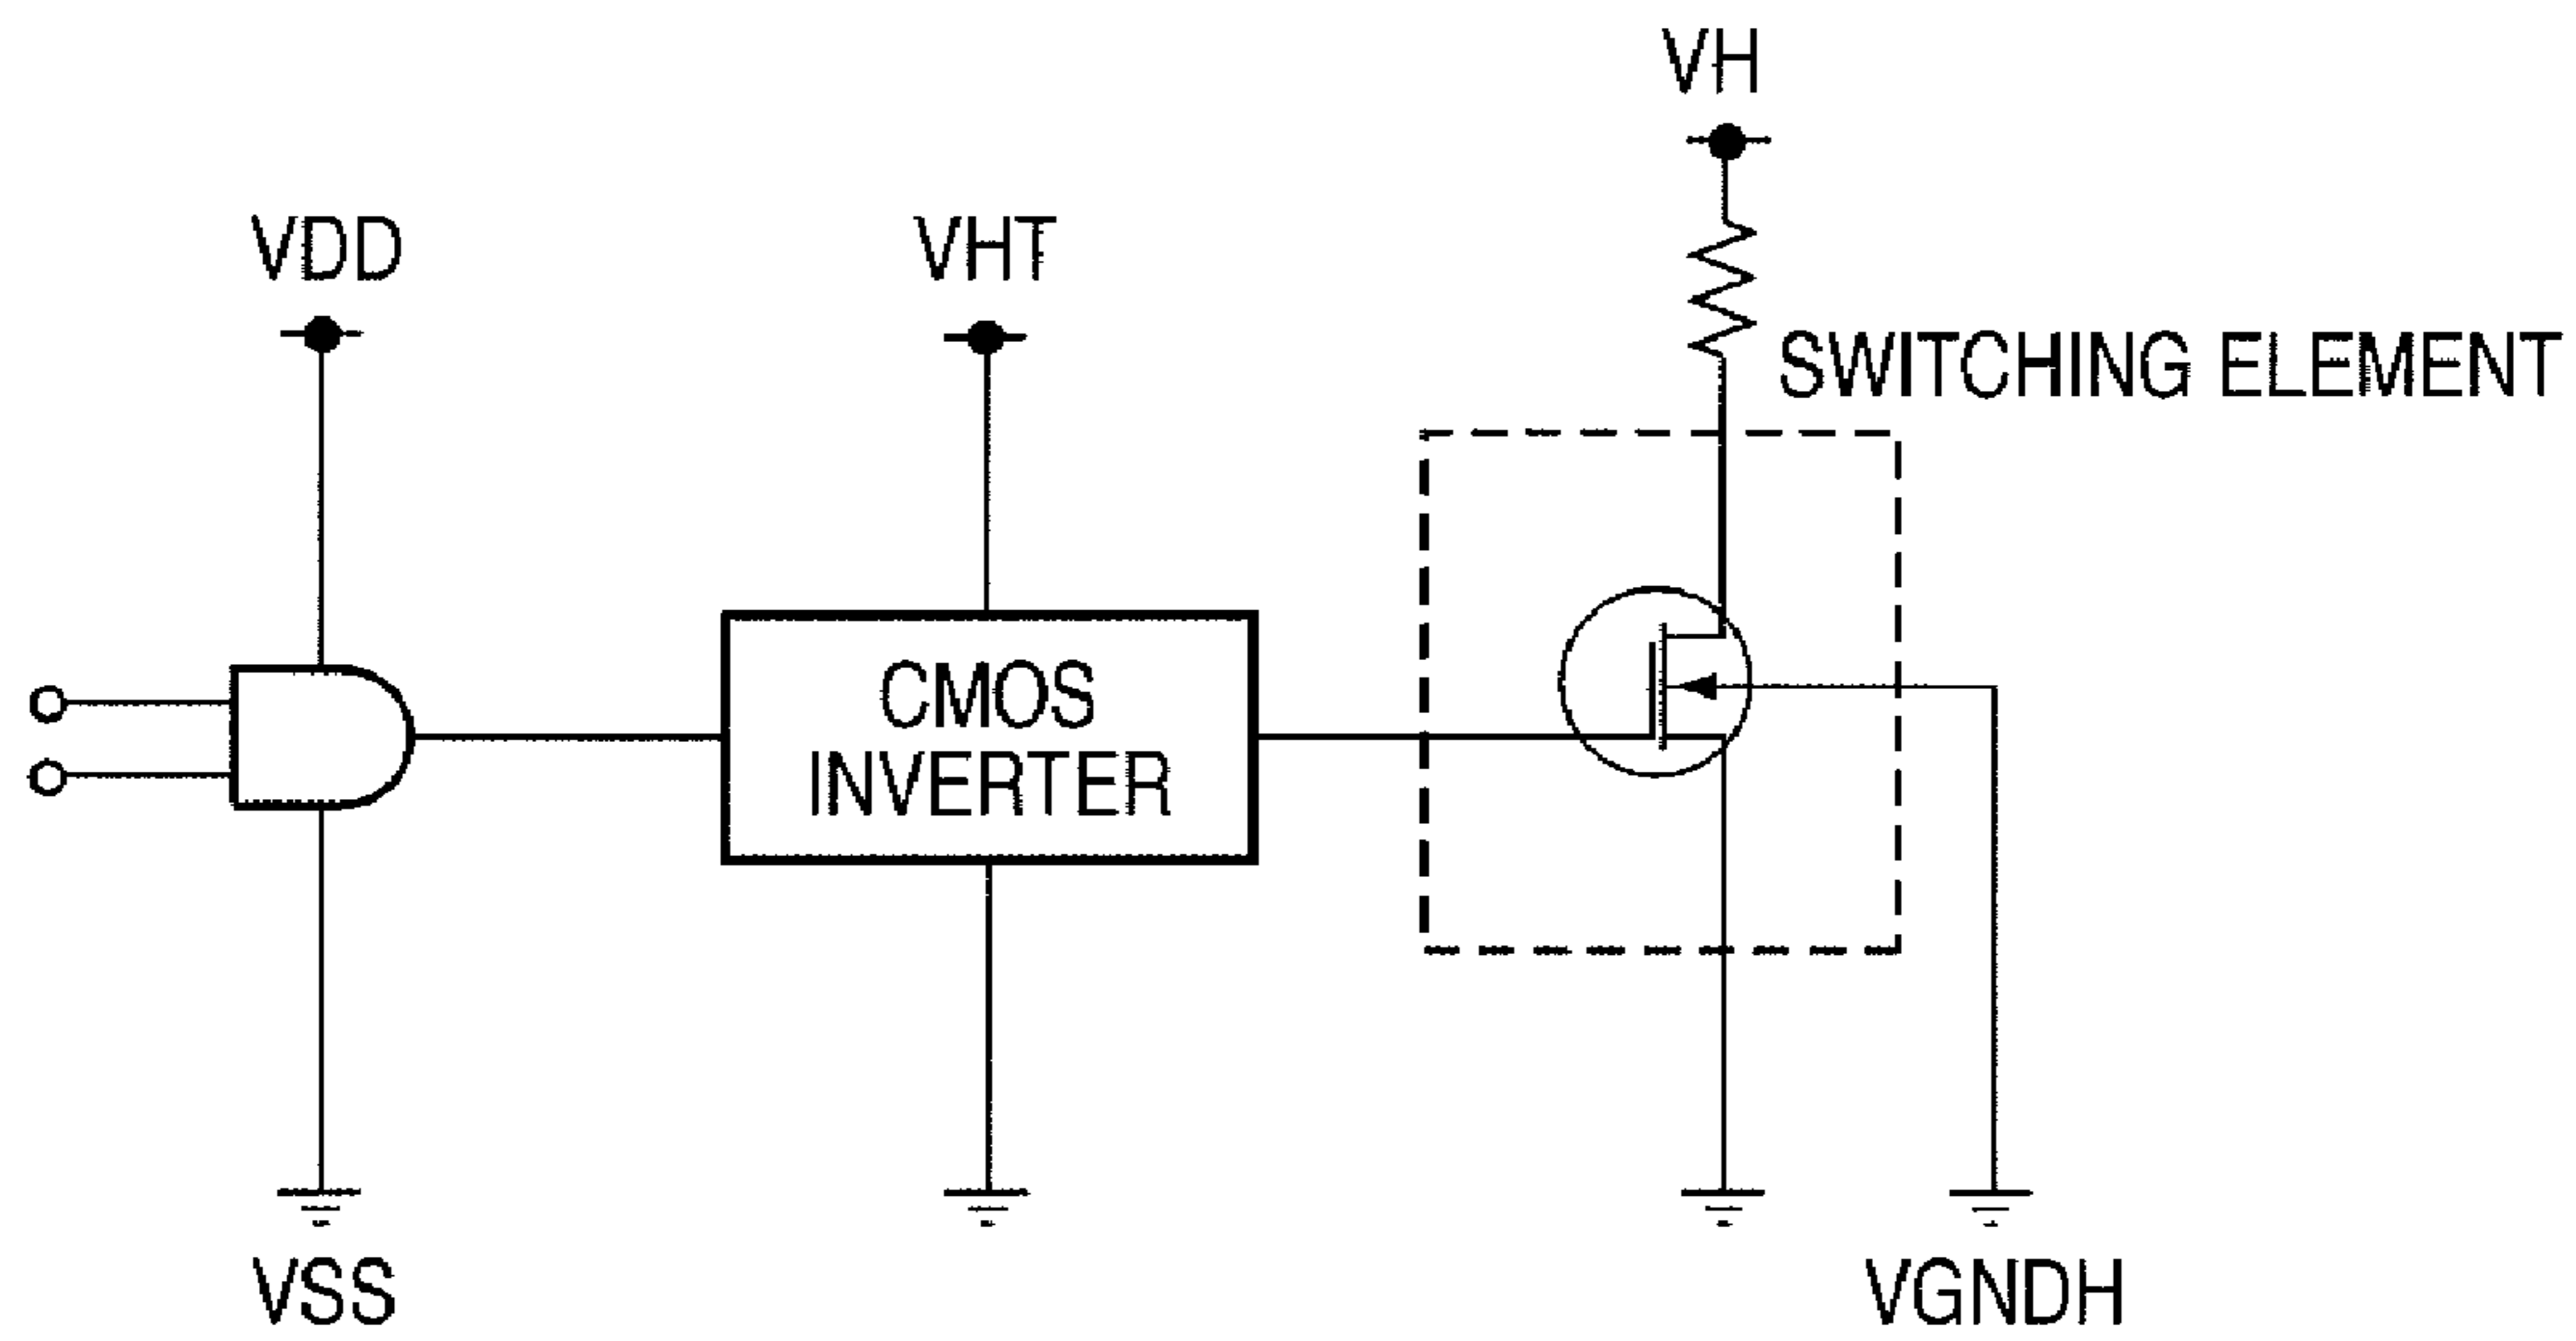 VH
VDD
VHT
SWITCHING ELEMENT
CMOS
INVERTER
VSS
VGNDH